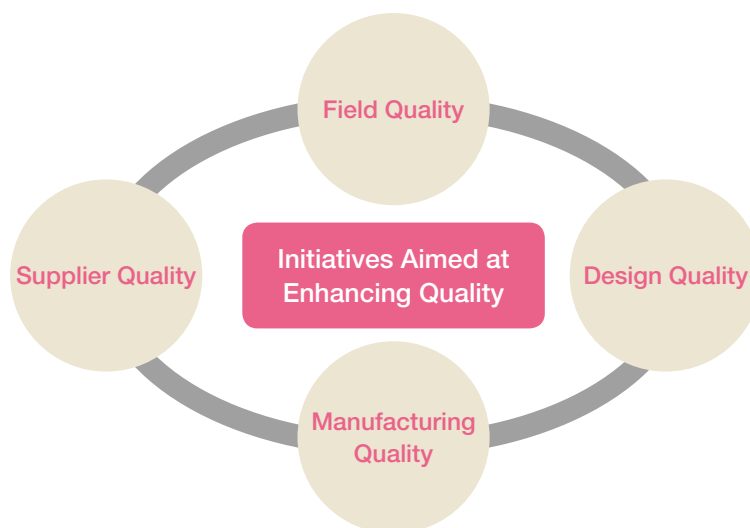 Field Quality
Supplier Quality
Initiatives Aimed at
Enhancing Quality
Design Quality
Manufacturing
Quality